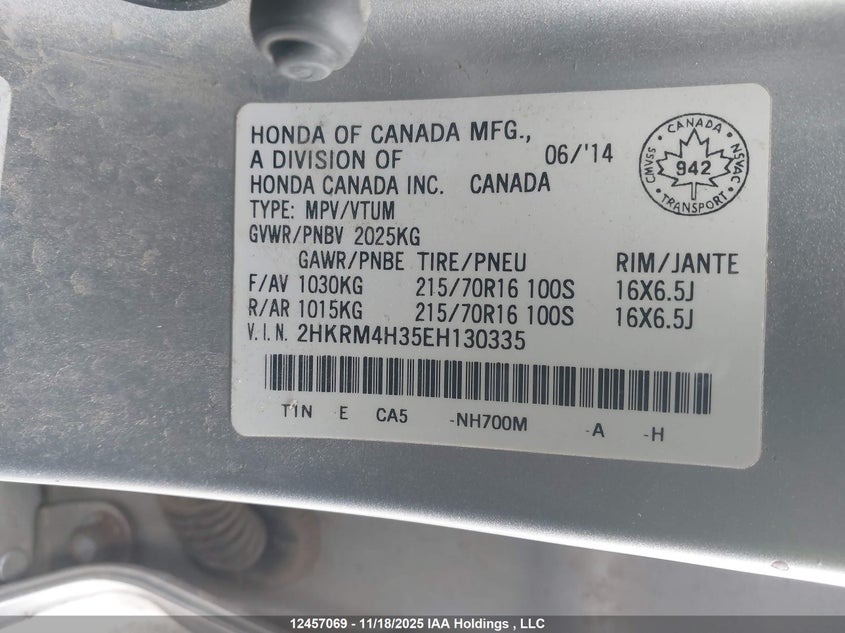 HONDA OF CANADA MFG.,
A DIVISION OF 06/'14
HONDA CANADA INC. CANADA
TYPE: MPV/VTUM
GVWR/PNBV 2025KG
GAWR/PNBE TIRE/PNEU RIM/JANTE
F/AV 1030KG 215/70R16 100S 16X6.5J
R/AR 1015KG 215/70R16 100S 16X6.5J
V.I.N. 2HKRM4H35EH130335
T1N E CA5 -NH700M -A -H
CANADA
CMVSS 942 NSVAC
TRANSPORT
12457069 - 11/18/2025 IAA Holdings , LLC